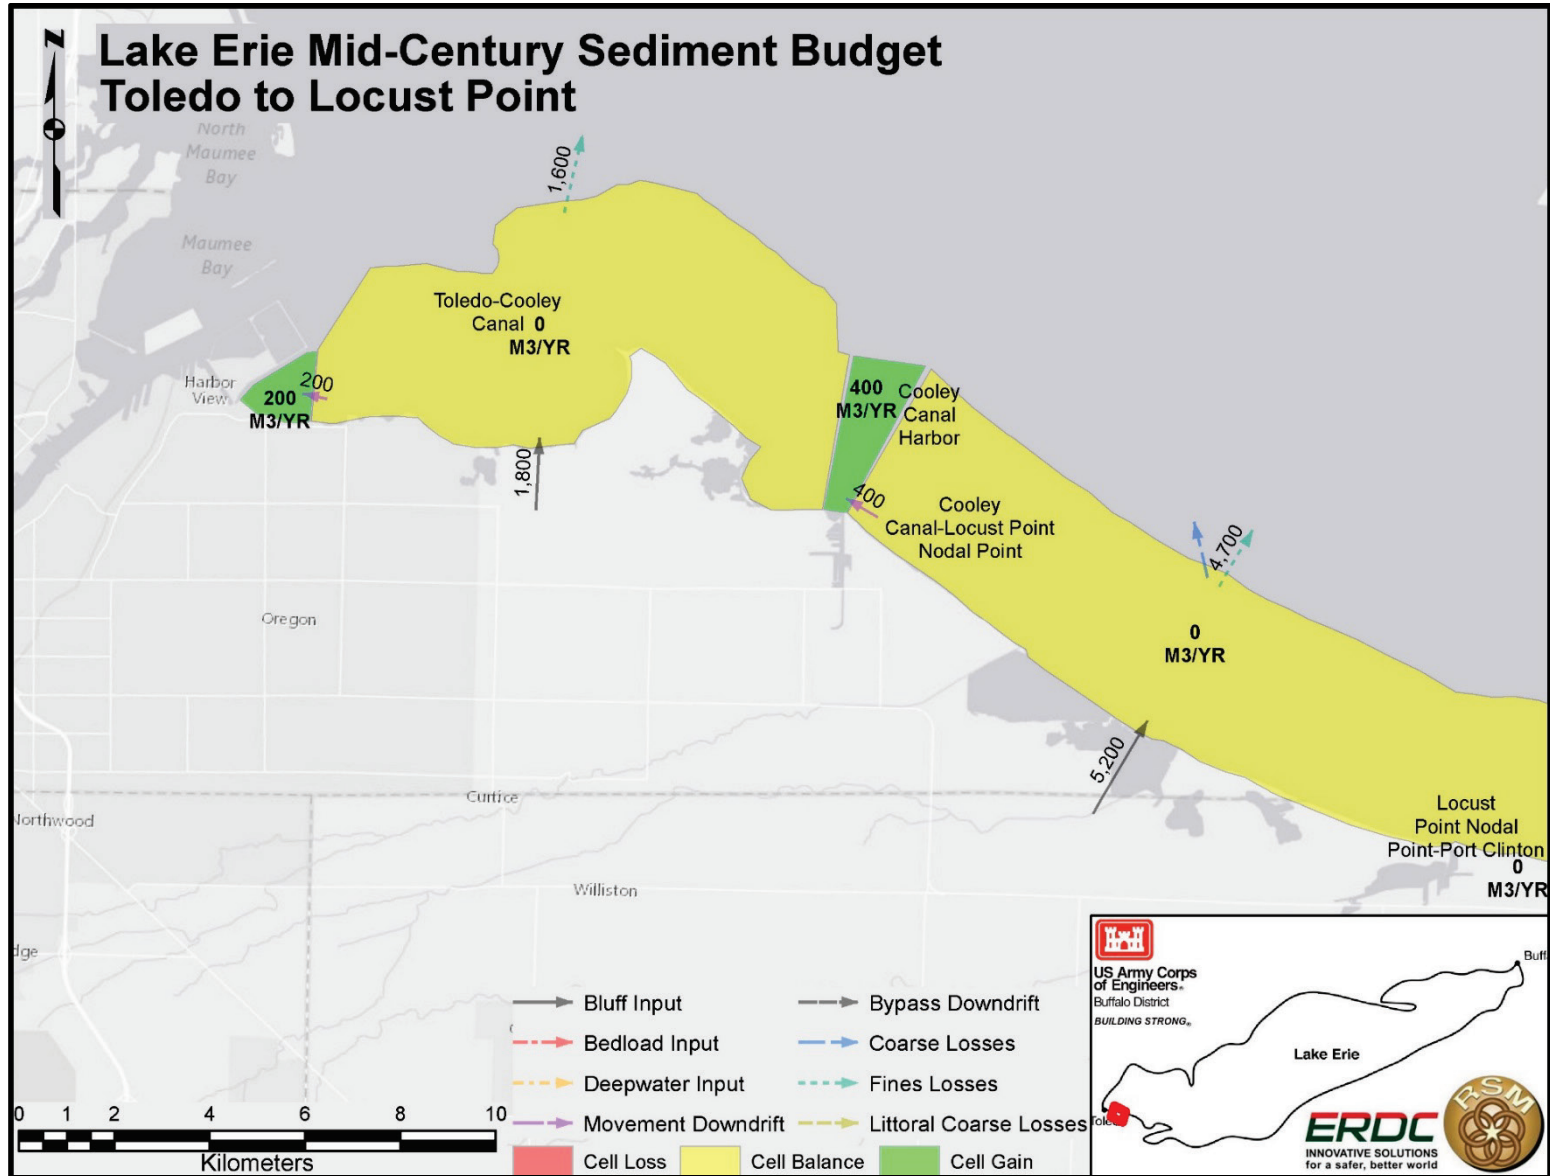 Lake Erie Mid-Century Sediment Budget
Toledo to Locust Point
N
North
Maumee
Bay
Maumee
Bay
1,600
Toledo-Cooley
Canal 0
M3/YR
Harbor
View
200
200
M3/YR
1,800
400
M3/YR
Cooley
Canal
Harbor
400
Cooley
Canal-Locust Point
Nodal Point
4,700
0
M3/YR
5,200
Oregon
Curtice
Northwood
Williston
dge
Locust
Point Nodal
Point-Port Clinton
0
M3/YR
0 1 2 4 6 8 10
Kilometers
Bluff Input
Bedload Input
Deepwater Input
Movement Downdrift
Bypass Downdrift
Coarse Losses
Fines Losses
Littoral Coarse Losses
Cell Loss
Cell Balance
Cell Gain
US Army Corps
of Engineers®
Buffalo District
BUILDING STRONG®
Buff
Lake Erie
Tole
ERDC
INNOVATIVE SOLUTIONS
for a safer, better world
RSM